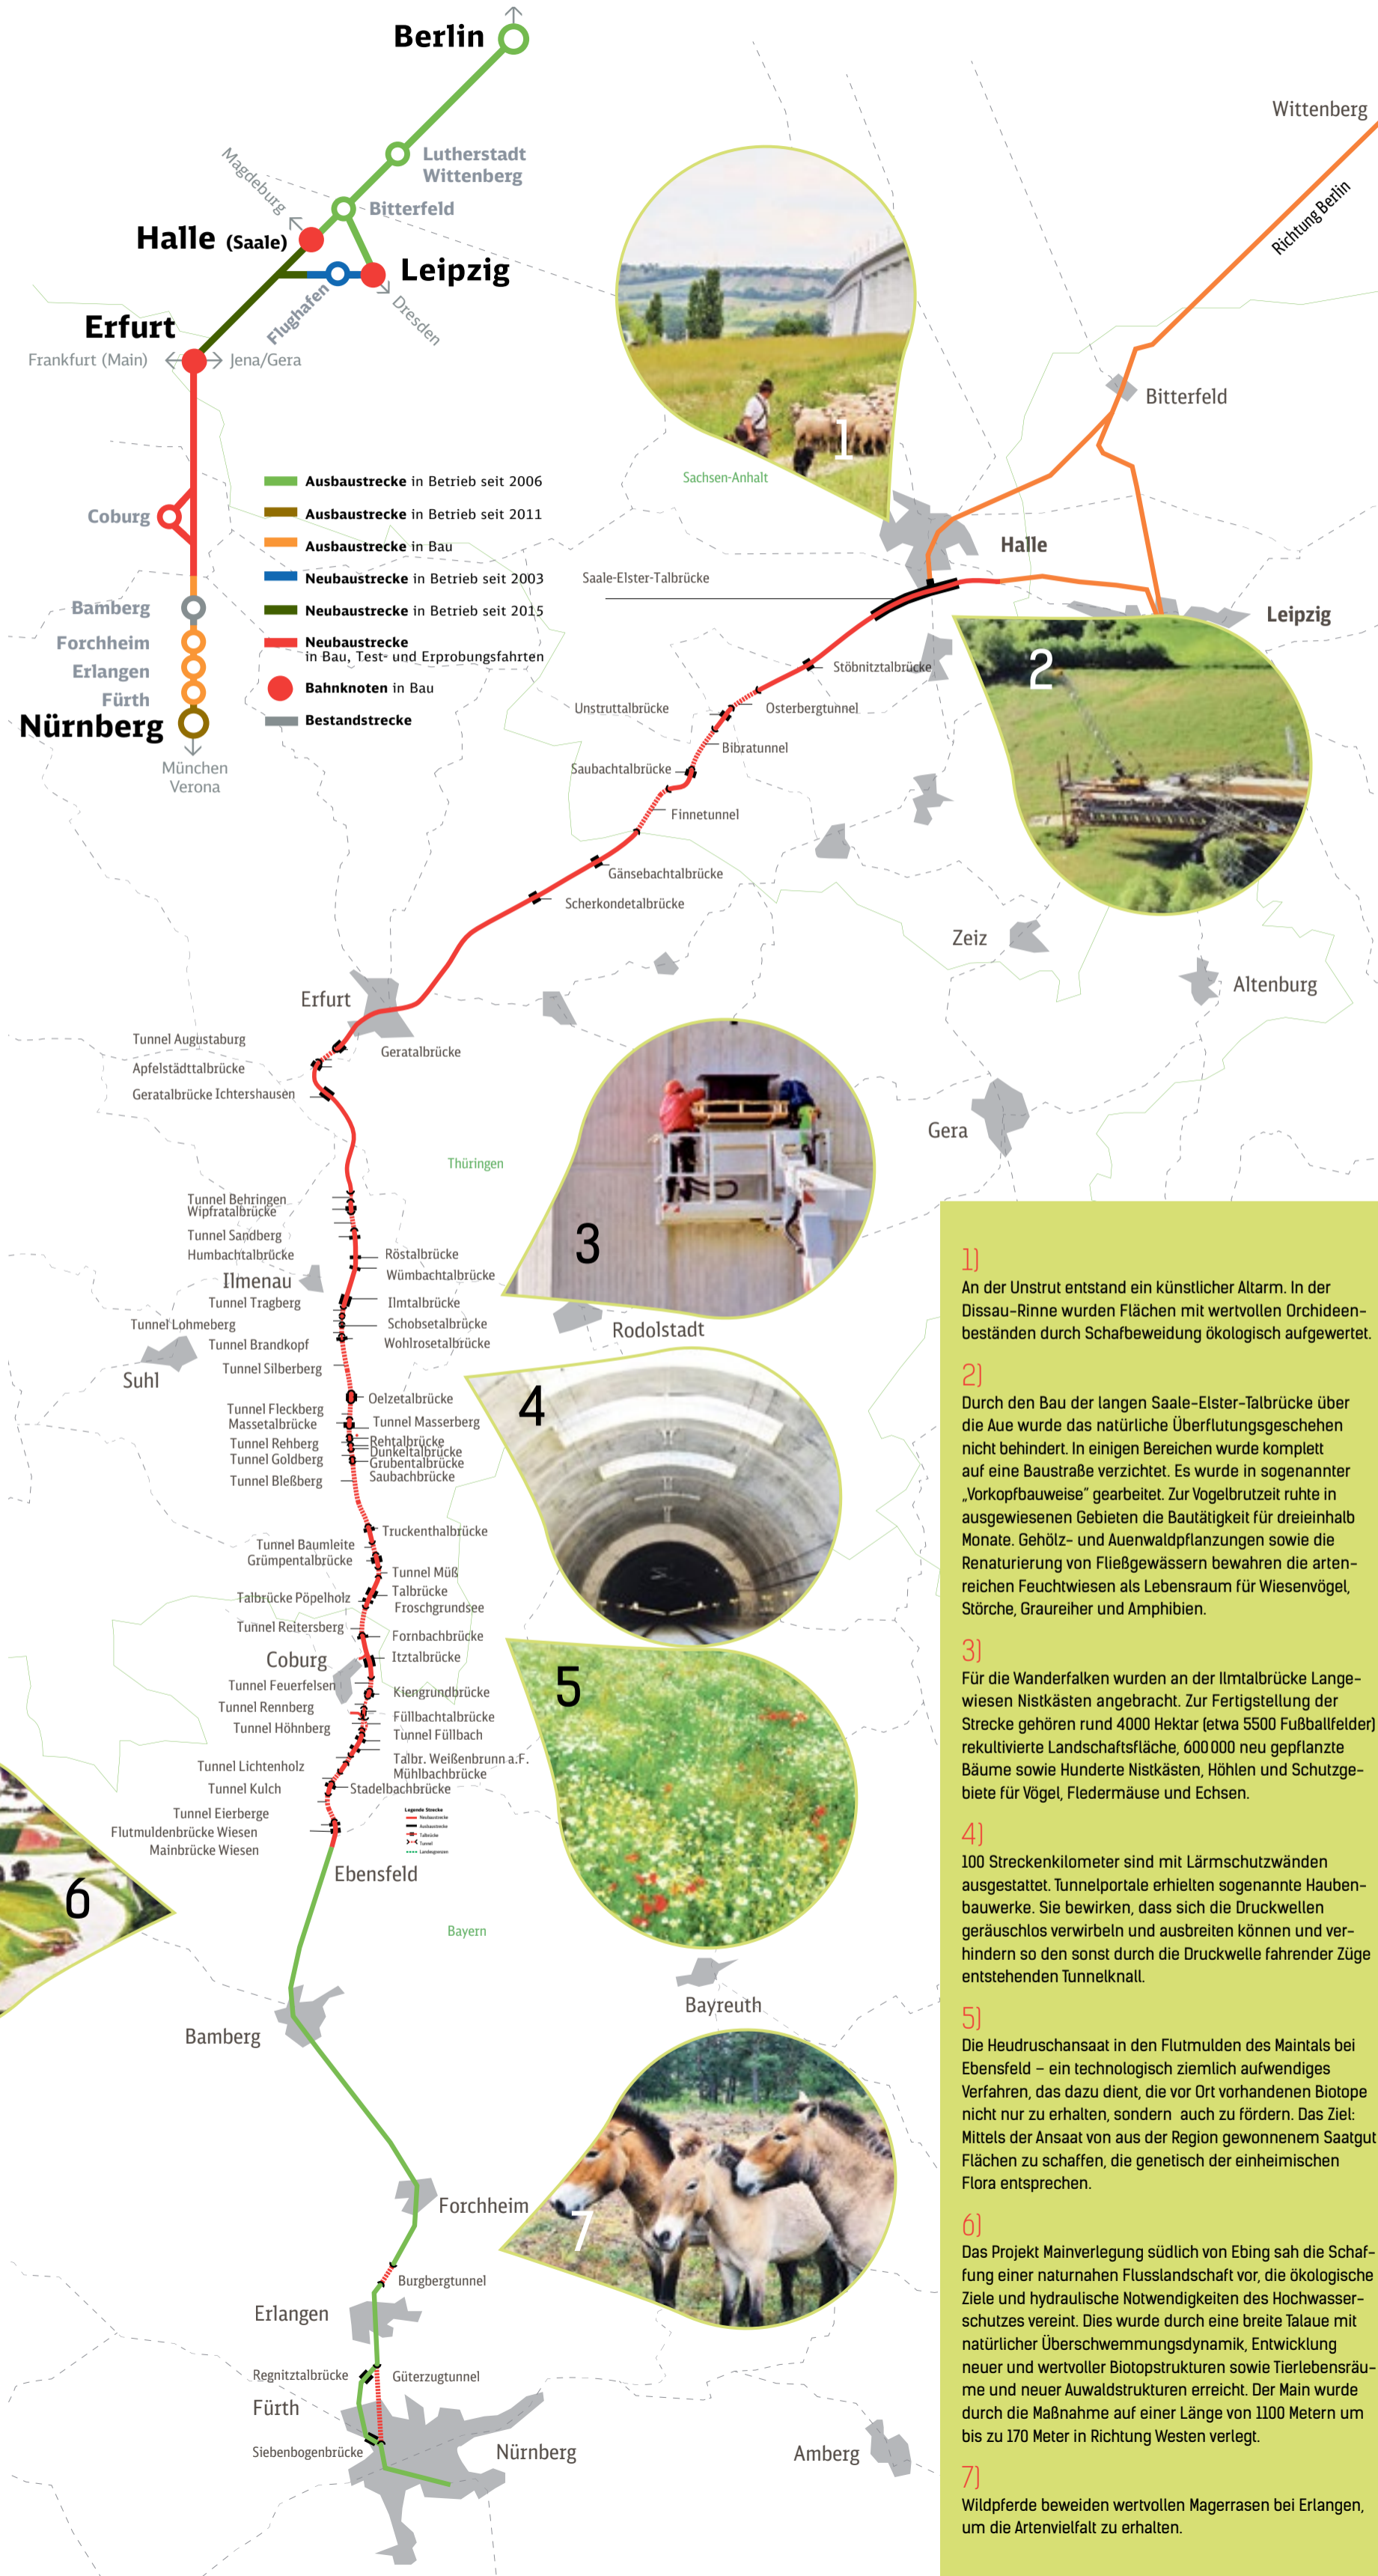 Berlin
Lutherstadt
Wittenberg
Bitterfeld
Magdeburg
Halle (Saale)
Leipzig
Flughafen
Dresden
Erfurt
Frankfurt (Main)
Jena/Gera
Coburg
Bamberg
Forchheim
Erlangen
Fürth
Nürnberg
München
Verona
Ausbaustrecke in Betrieb seit 2006
Ausbaustrecke in Betrieb seit 2011
Ausbaustrecke in Bau
Neubaustrecke in Betrieb seit 2003
Neubaustrecke in Betrieb seit 2015
Neubaustrecke
in Bau, Test- und Erprobungsfahrten
Bahnknoten in Bau
Bestandstrecke
Wittenberg
Richtung Berlin
Bitterfeld
1
Sachsen-Anhalt
Halle
Saale-Elster-Talbrücke
Leipzig
2
Stöbnitztalbrücke
Unstruttalbrücke
Osterbergtunnel
Bibratunnel
Saubachtalbrücke
Finnetunnel
Gänsebachtalbrücke
Scherkondetalbrücke
Zeiz
Altenburg
Erfurt
Tunnel Augustaburg
Geratalbrücke
Apfelstädttalbrücke
Geratalbrücke Ichtershausen
Gera
Thüringen
3
Tunnel Behringen
Wipfratalbrücke
Tunnel Sandberg
Humbachtalbrücke
Röstalbrücke
Ilmenau
Wümbachtalbrücke
Tunnel Tragberg
Ilmtalbrücke
Tunnel Lohmeberg
Schobsetalbrücke
Rodolstadt
Tunnel Brandkopf
Wohlrosetalbrücke
Tunnel Silberberg
Suhl
4
Oelzetalbrücke
Tunnel Fleckberg
Massetalbrücke
Tunnel Masserberg
Tunnel Rehberg
Rehtalbrücke
Dunkeltalbrücke
Tunnel Goldberg
Grubentalbrücke
Tunnel Bleßberg
Saubachbrücke
Truckenthalbrücke
Tunnel Baumleite
Grümpentalbrücke
Tunnel Müß
Talbrücke Pöpelholz
Talbrücke
Froschgrundsee
Tunnel Reitersberg
Fornbachbrücke
Coburg
Itztalbrücke
Tunnel Feuerfelsen
Kiengrundbrücke
5
Tunnel Rennberg
Füllbachtalbrücke
Tunnel Höhnberg
Tunnel Füllbach
Tunnel Lichtenholz
Talbr. Weißenbrunn a.F.
Mühlbachbrücke
Tunnel Kulch
Stadelbachbrücke
Tunnel Eierberge
Flutmuldenbrücke Wiesen
Mainbrücke Wiesen
Legende Strecke
Neubaustrecke
Ausbaustrecke
Talbrücke
Tunnel
Landesgrenzen
Ebensfeld
6
Bayern
Bayreuth
Bamberg
Forchheim
7
Burgbergtunnel
Erlangen
Regnitztalbrücke
Güterzugtunnel
Fürth
Siebenbogenbrücke
Nürnberg
Amberg
1)
An der Unstrut entstand ein künstlicher Altarm. In der
Dissau-Rinne wurden Flächen mit wertvollen Orchideen-
beständen durch Schafbeweidung ökologisch aufgewertet.
2)
Durch den Bau der langen Saale-Elster-Talbrücke über
die Aue wurde das natürliche Überflutungsgeschehen
nicht behindert. In einigen Bereichen wurde komplett
auf eine Baustraße verzichtet. Es wurde in sogenannter
„Vorkopfbauweise“ gearbeitet. Zur Vogelbrutzeit ruhte in
ausgewiesenen Gebieten die Bautätigkeit für dreieinhalb
Monate. Gehölz- und Auenwaldpflanzungen sowie die
Renaturierung von Fließgewässern bewahren die arten-
reichen Feuchtwiesen als Lebensraum für Wiesenvögel,
Störche, Graureiher und Amphibien.
3)
Für die Wanderfalken wurden an der Ilmtalbrücke Lange-
wiesen Nistkästen angebracht. Zur Fertigstellung der
Strecke gehören rund 4000 Hektar (etwa 5500 Fußballfelder)
rekultivierte Landschaftsfläche, 600 000 neu gepflanzte
Bäume sowie Hunderte Nistkästen, Höhlen und Schutzge-
biete für Vögel, Fledermäuse und Echsen.
4)
100 Streckenkilometer sind mit Lärmschutzwänden
ausgestattet. Tunnelportale erhielten sogenannte Hauben-
bauwerke. Sie bewirken, dass sich die Druckwellen
geräuschlos verwirbeln und ausbreiten können und ver-
hindern so den sonst durch die Druckwelle fahrender Züge
entstehenden Tunnelknall.
5)
Die Heudruschansaat in den Flutmulden des Maintals bei
Ebensfeld – ein technologisch ziemlich aufwendiges
Verfahren, das dazu dient, die vor Ort vorhandenen Biotope
nicht nur zu erhalten, sondern auch zu fördern. Das Ziel:
Mittels der Ansaat von aus der Region gewonnenem Saatgut
Flächen zu schaffen, die genetisch der einheimischen
Flora entsprechen.
6)
Das Projekt Mainverlegung südlich von Ebing sah die Schaf-
fung einer naturnahen Flusslandschaft vor, die ökologische
Ziele und hydraulische Notwendigkeiten des Hochwasser-
schutzes vereint. Dies wurde durch eine breite Talaue mit
natürlicher Überschwemmungsdynamik, Entwicklung
neuer und wertvoller Biotopstrukturen sowie Tierlebensräu-
me und neuer Auwaldstrukturen erreicht. Der Main wurde
durch die Maßnahme auf einer Länge von 1100 Metern um
bis zu 170 Meter in Richtung Westen verlegt.
7)
Wildpferde beweiden wertvollen Magerrasen bei Erlangen,
um die Artenvielfalt zu erhalten.